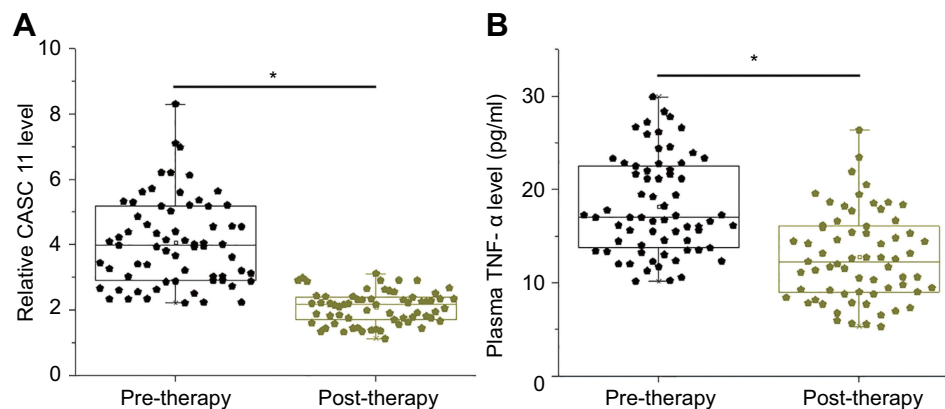 A
Relative CASC 11 level
10
8
6
4
2
0
*
Pre-therapy Post-therapy
B
Plasma TNF- α level (pg/ml)
30
20
10
0
*
Pre-therapy Post-therapy